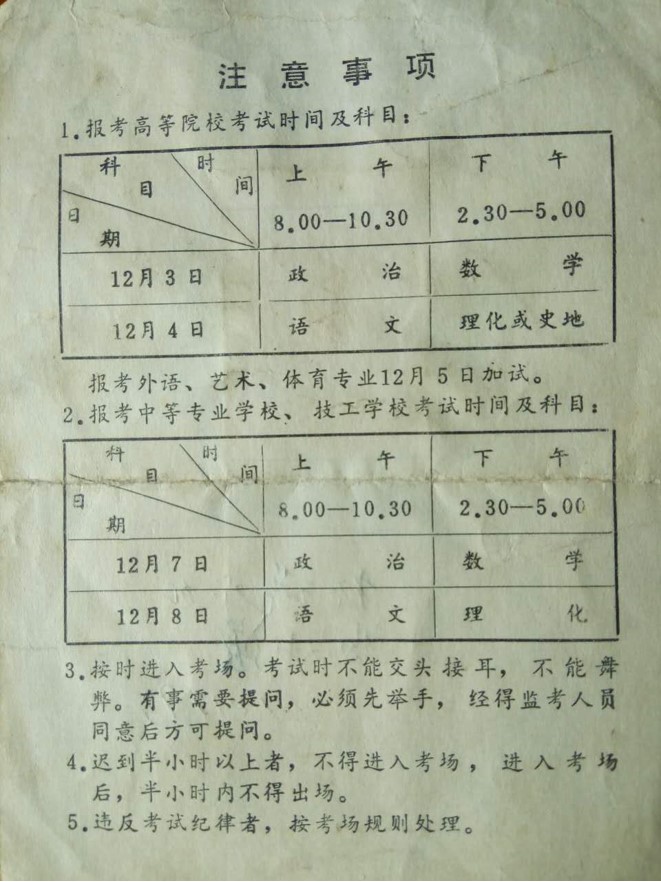 注意事项
1.报考高等院校考试时间及科目：
科目 时间 日期 上午 下午
8.00—10.30 2.30—5.00
12月3日 政治 数学
12月4日 语文 理化或史地
报考外语、艺术、体育专业12月5日加试。
2.报考中等专业学校、技工学校考试时间及科目：
科目 时间 日期 上午 下午
8.00—10.30 2.30—5.00
12月7日 政治 数学
12月8日 语文 理化
3.按时进入考场。考试时不能交头接耳，不能舞
弊。有事需要提问，必须先举手，经得监考人员
同意后方可提问。
4.迟到半小时以上者，不得进入考场，进入考场
后，半小时内不得出场。
5.违反考试纪律者，按考场规则处理。